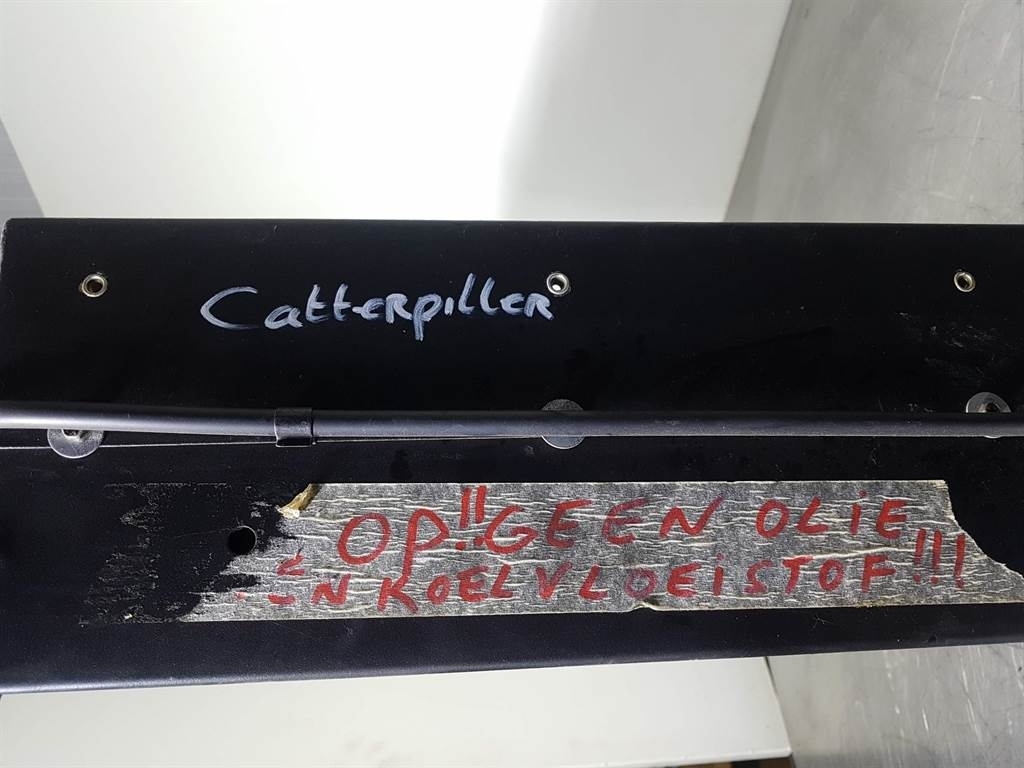 Catterpiller
OP!! GEEN OLIE
EN KOELVLOEISTOF!!!